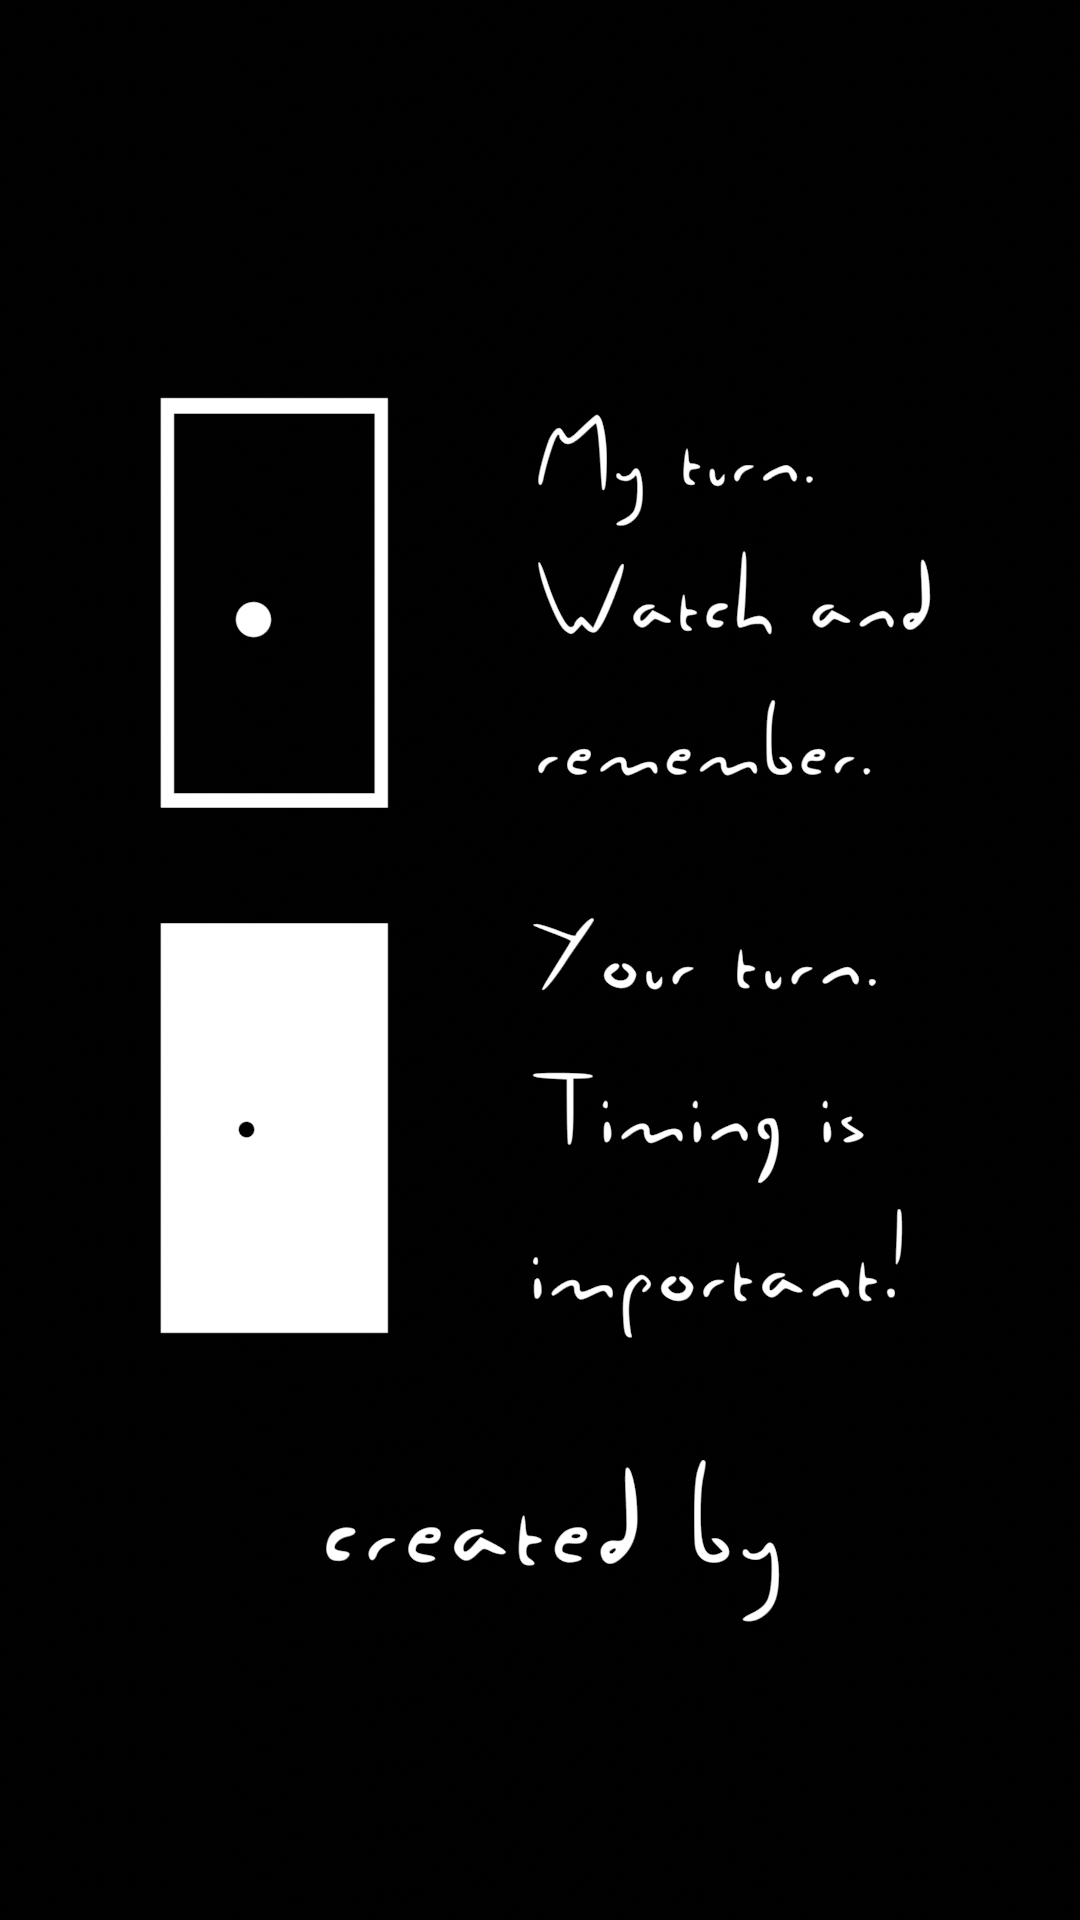 My turn.
Watch and
remember.
Your turn.
Timing is
important!
created by